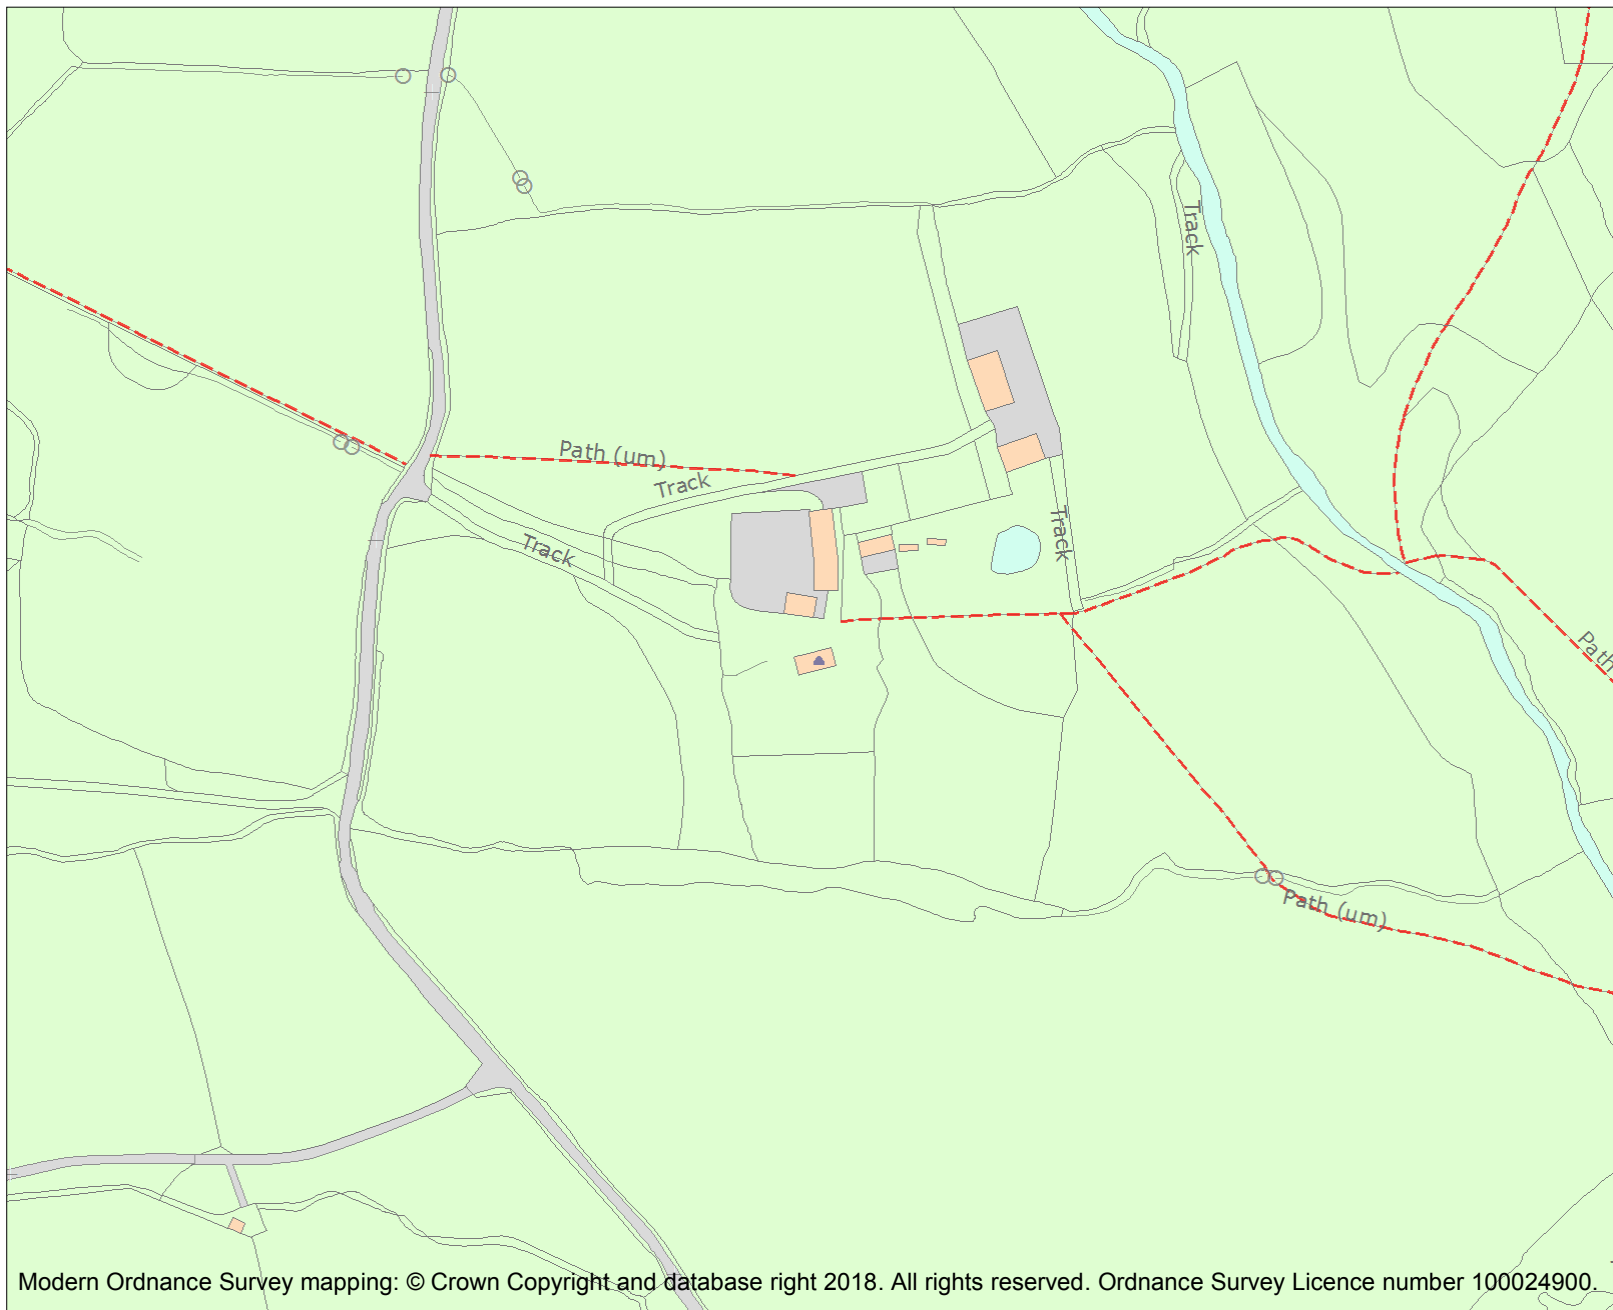 Track
Path (um)
Track
Track
Track
Path
Path (um)
Modern Ordnance Survey mapping: © Crown Copyright and database right 2018. All rights reserved. Ordnance Survey Licence number 100024900.